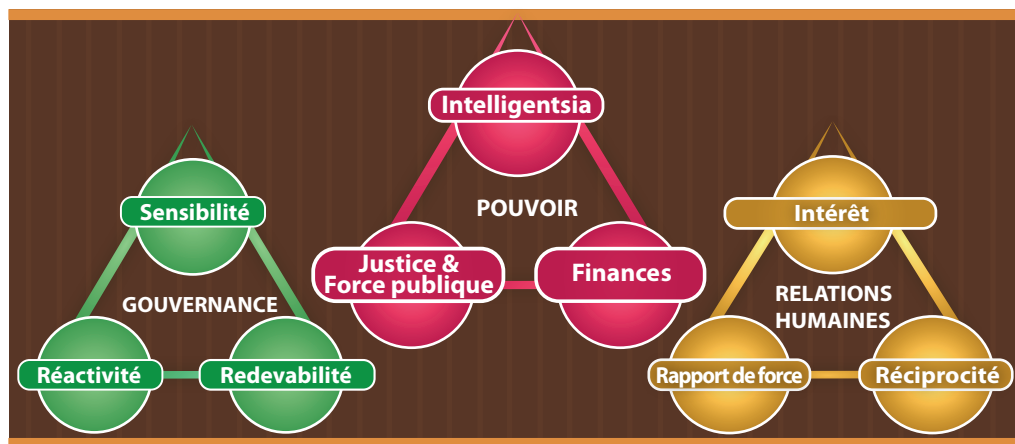 Sensibilité
GOUVERNANCE
Réactivité
Redevabilité
Intelligentsia
POUVOIR
Justice &
Force publique
Finances
Intérêt
RELATIONS
HUMAINES
Rapport de force
Réciprocité